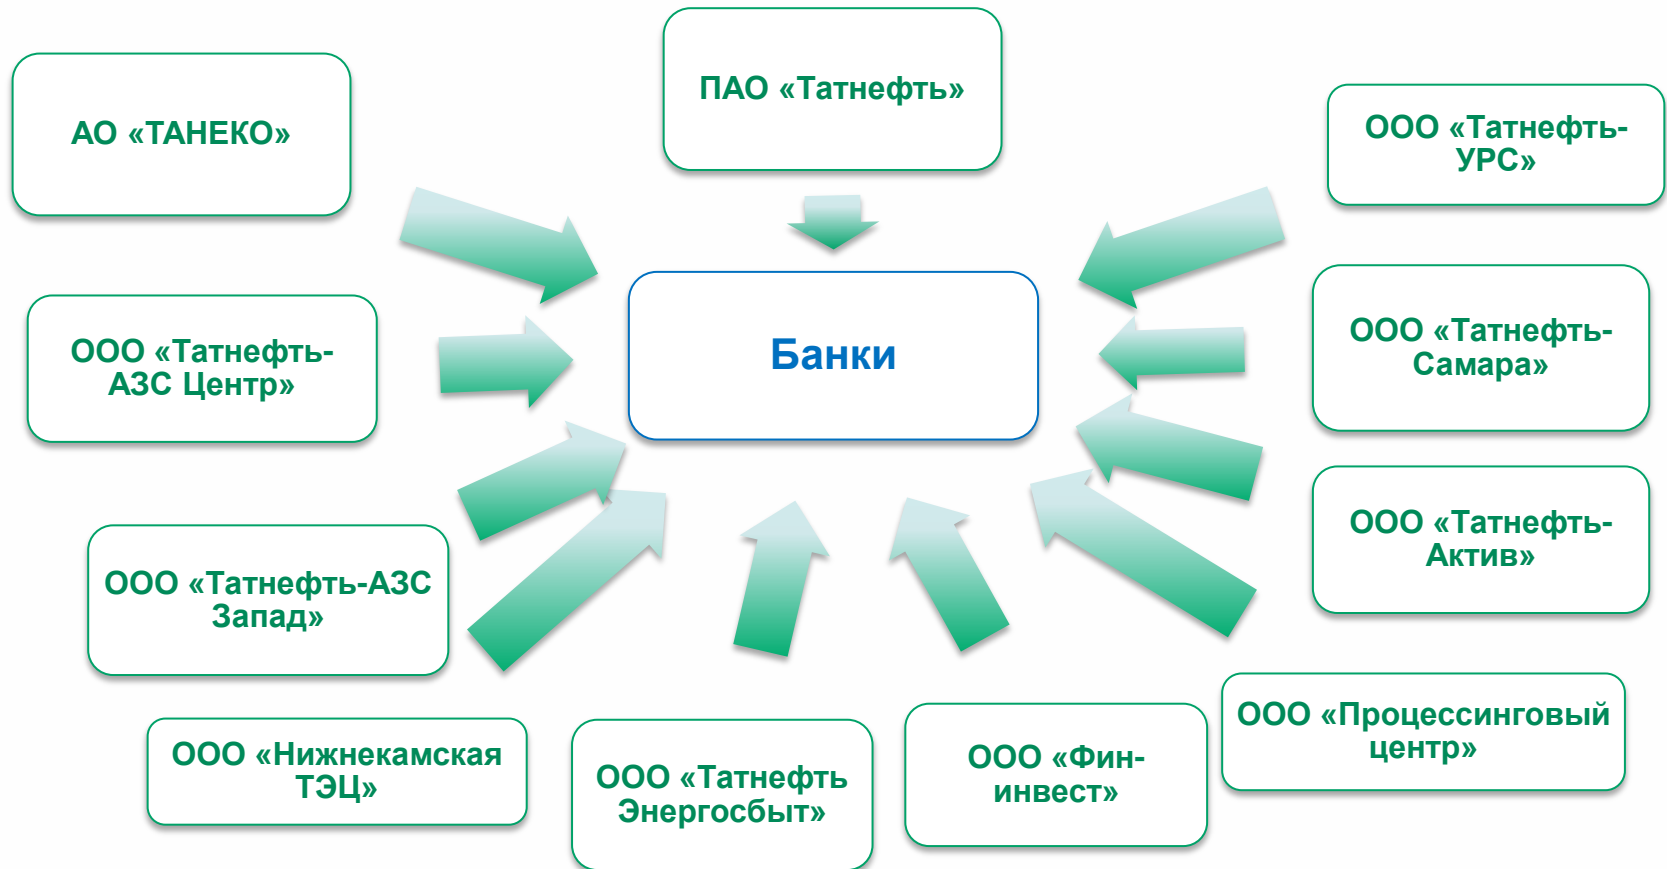 ПАО «Татнефть»
АО «ТАНЕКО»
ООО «Татнефть-
УРС»
ООО «Татнефть-
АЗС Центр»
Банки
ООО «Татнефть-
Самара»
ООО «Татнефть-АЗС
Запад»
ООО «Татнефть-
Актив»
ООО «Нижнекамская
ТЭЦ»
ООО «Татнефть
Энергосбыт»
ООО «Фин-
инвест»
ООО «Процессинговый
центр»